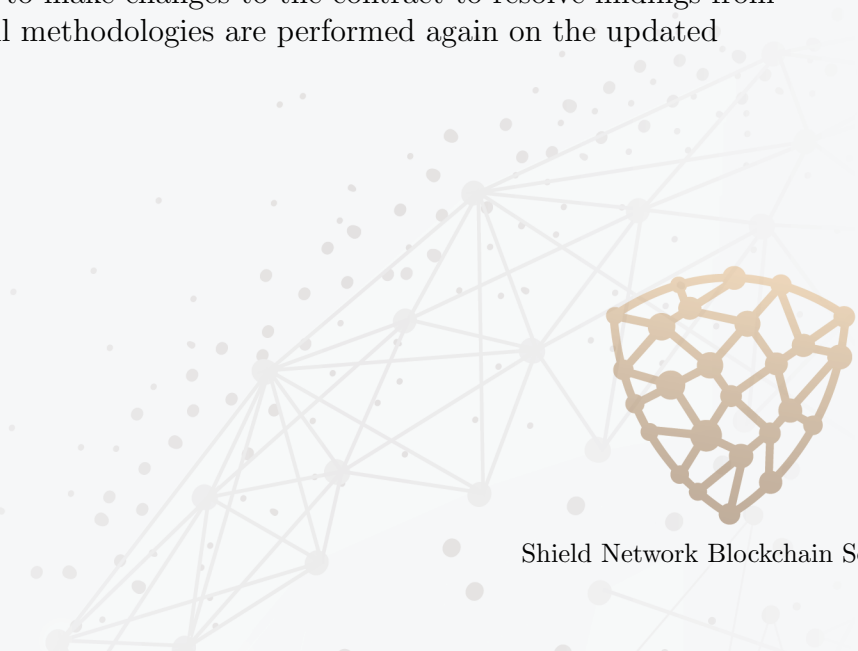 to make changes to the contract to resolve findings from
methodologies are performed again on the updated
Shield Network Blockchain